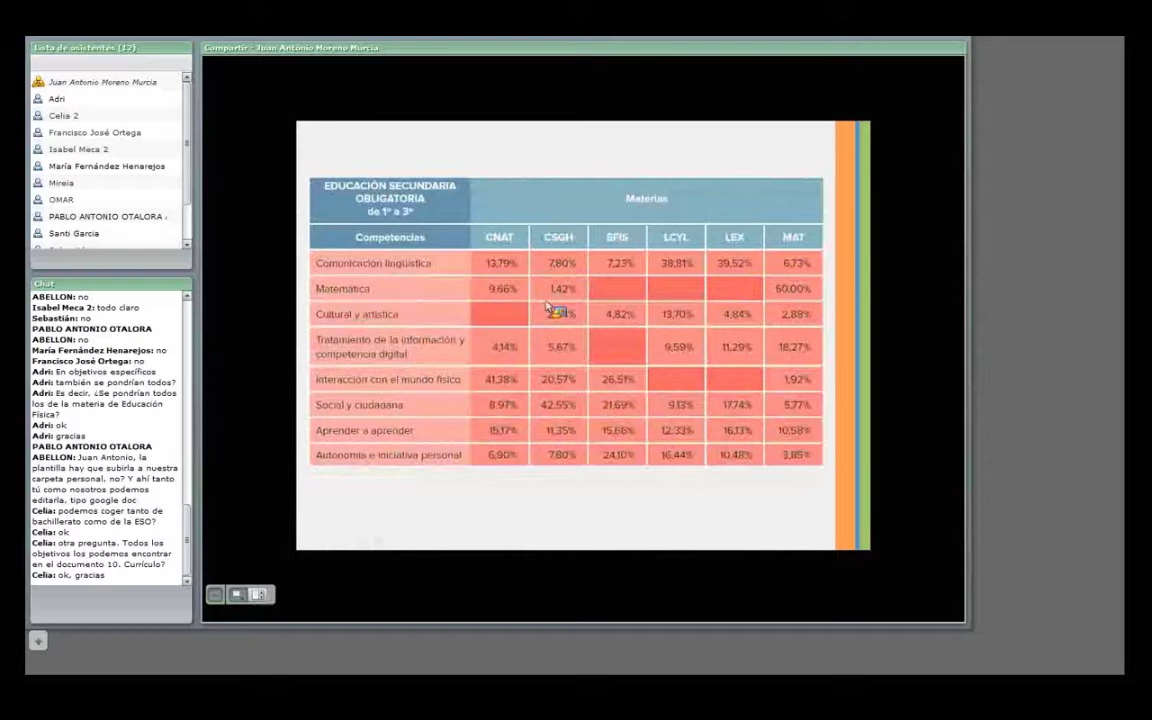 Lista de asistentes (12)
Juan Antonio Moreno Murcia
Adri
Celia 2
Francisco José Ortega
Isabel Meca 2
María Fernández Henarejos
Mireia
OMAR
PABLO ANTONIO OTALORA
Santi Garcia
Chat
ABELLON: no
Isabel Meca 2: todo claro
Sebastián: no
PABLO ANTONIO OTALORA
ABELLON: no
María Fernández Henarejos: no
Francisco José Ortega: no
Adri: En objetivos específicos
Adri: también se pondrían todos?
Adri: Es decir, ¿Se pondrían todos
los de la materia de Educación
Física?
Adri: ok
Adri: gracias
PABLO ANTONIO OTALORA
ABELLON: Juan Antonio, la
plantilla hay que subirla a nuestra
carpeta personal, no? Y ahí tanto
tú como nosotros podemos
editarla, tipo google doc
Celia: podemos coger tanto de
bachillerato como de la ESO?
Celia: ok
Celia: otra pregunta. Todos los
objetivos los podemos encontrar
en el documento 10. Currículo?
Celia: ok, gracias
Compartir - Juan Antonio Moreno Murcia
EDUCACIÓN SECUNDARIA
OBLIGATORIA
de 1º a 3º
Materias
Competencias CNAT CSGH EFIS LCYL LEX MAT
Comunicación lingüística 13,79% 7,80% 7,23% 38,81% 39,52% 6,73%
Matemática 9,66% 1,42% 50,00%
Cultural y artística 4,82% 13,70% 4,84% 2,88%
Tratamiento de la información y
competencia digital 4,14% 5,67% 9,59% 11,29% 18,27%
Interacción con el mundo físico 41,38% 20,57% 26,51% 1,92%
Social y ciudadana 8,97% 42,55% 21,69% 9,13% 17,74% 5,77%
Aprender a aprender 15,17% 11,35% 15,66% 12,33% 16,13% 10,58%
Autonomía e iniciativa personal 6,90% 7,80% 24,10% 16,44% 10,48% 3,85%